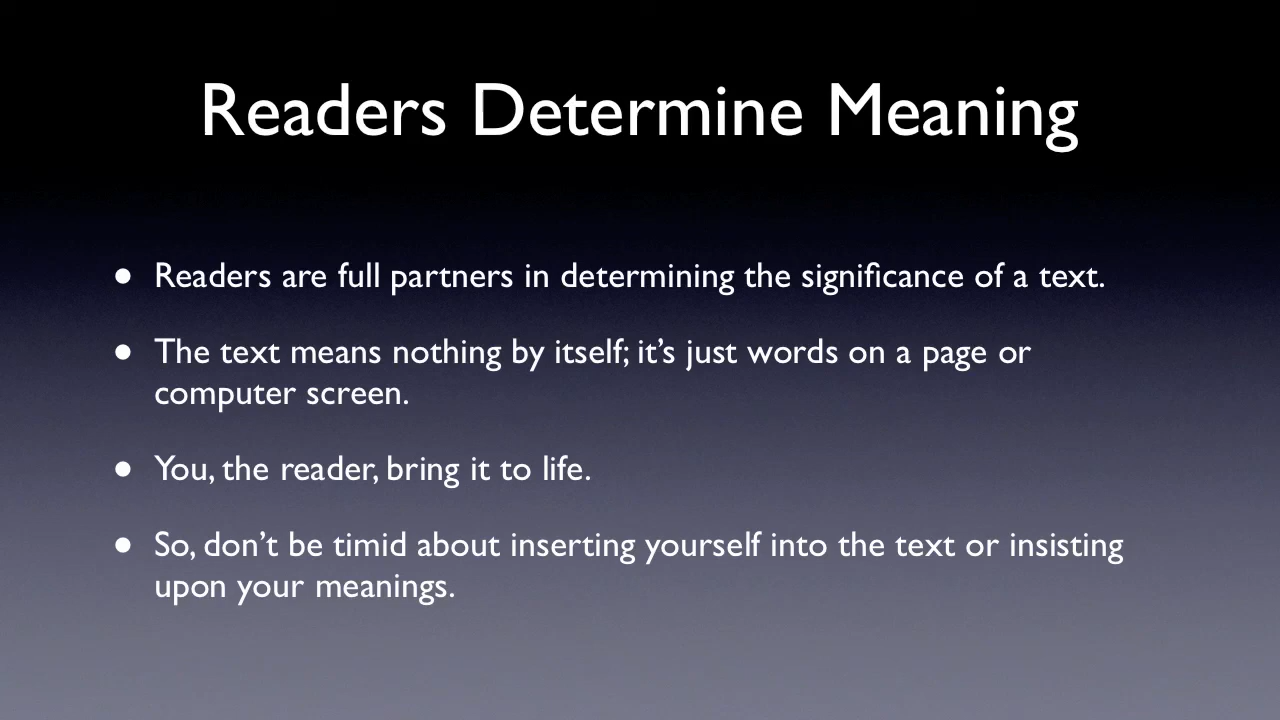 Readers Determine Meaning
• Readers are full partners in determining the significance of a text.
• The text means nothing by itself; it’s just words on a page or
computer screen.
• You, the reader, bring it to life.
• So, don’t be timid about inserting yourself into the text or insisting
upon your meanings.